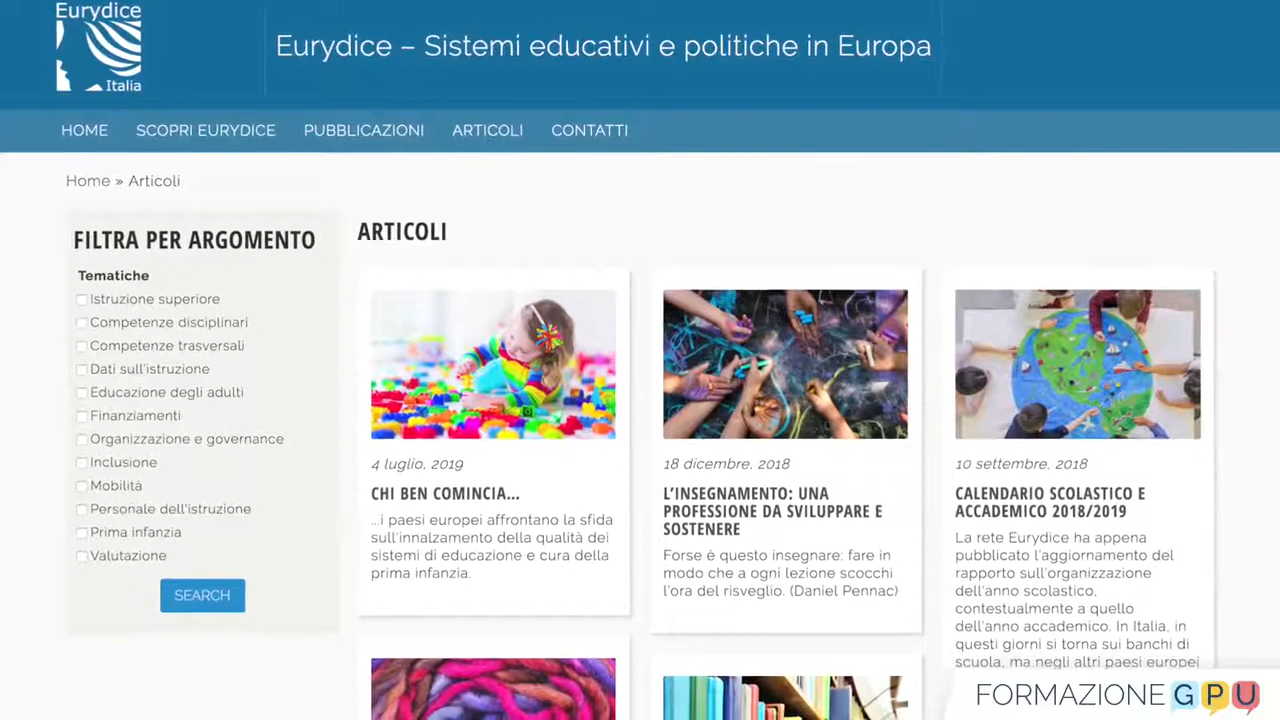 Eurydice
Italia
Eurydice – Sistemi educativi e politiche in Europa
HOME
SCOPRI EURYDICE
PUBBLICAZIONI
ARTICOLI
CONTATTI
Home » Articoli
FILTRA PER ARGOMENTO
Tematiche
Istruzione superiore
Competenze disciplinari
Competenze trasversali
Dati sull'istruzione
Educazione degli adulti
Finanziamenti
Organizzazione e governance
Inclusione
Mobilità
Personale dell'istruzione
Prima infanzia
Valutazione
SEARCH
ARTICOLI
4 luglio, 2019
CHI BEN COMINCIA...
...i paesi europei affrontano la sfida
sull'innalzamento della qualità dei
sistemi di educazione e cura della
prima infanzia.
18 dicembre, 2018
L'INSEGNAMENTO: UNA
PROFESSIONE DA SVILUPPARE E
SOSTENERE
Forse è questo insegnare: fare in
modo che a ogni lezione scocchi
l'ora del risveglio. (Daniel Pennac)
10 settembre, 2018
CALENDARIO SCOLASTICO E
ACCADEMICO 2018/2019
La rete Eurydice ha appena
pubblicato l'aggiornamento del
rapporto sull'organizzazione
dell'anno scolastico,
contestualmente a quello
dell'anno accademico. In Italia, in
questi giorni si torna sui banchi di
scuola, ma negli altri paesi europei
FORMAZIONE GPU